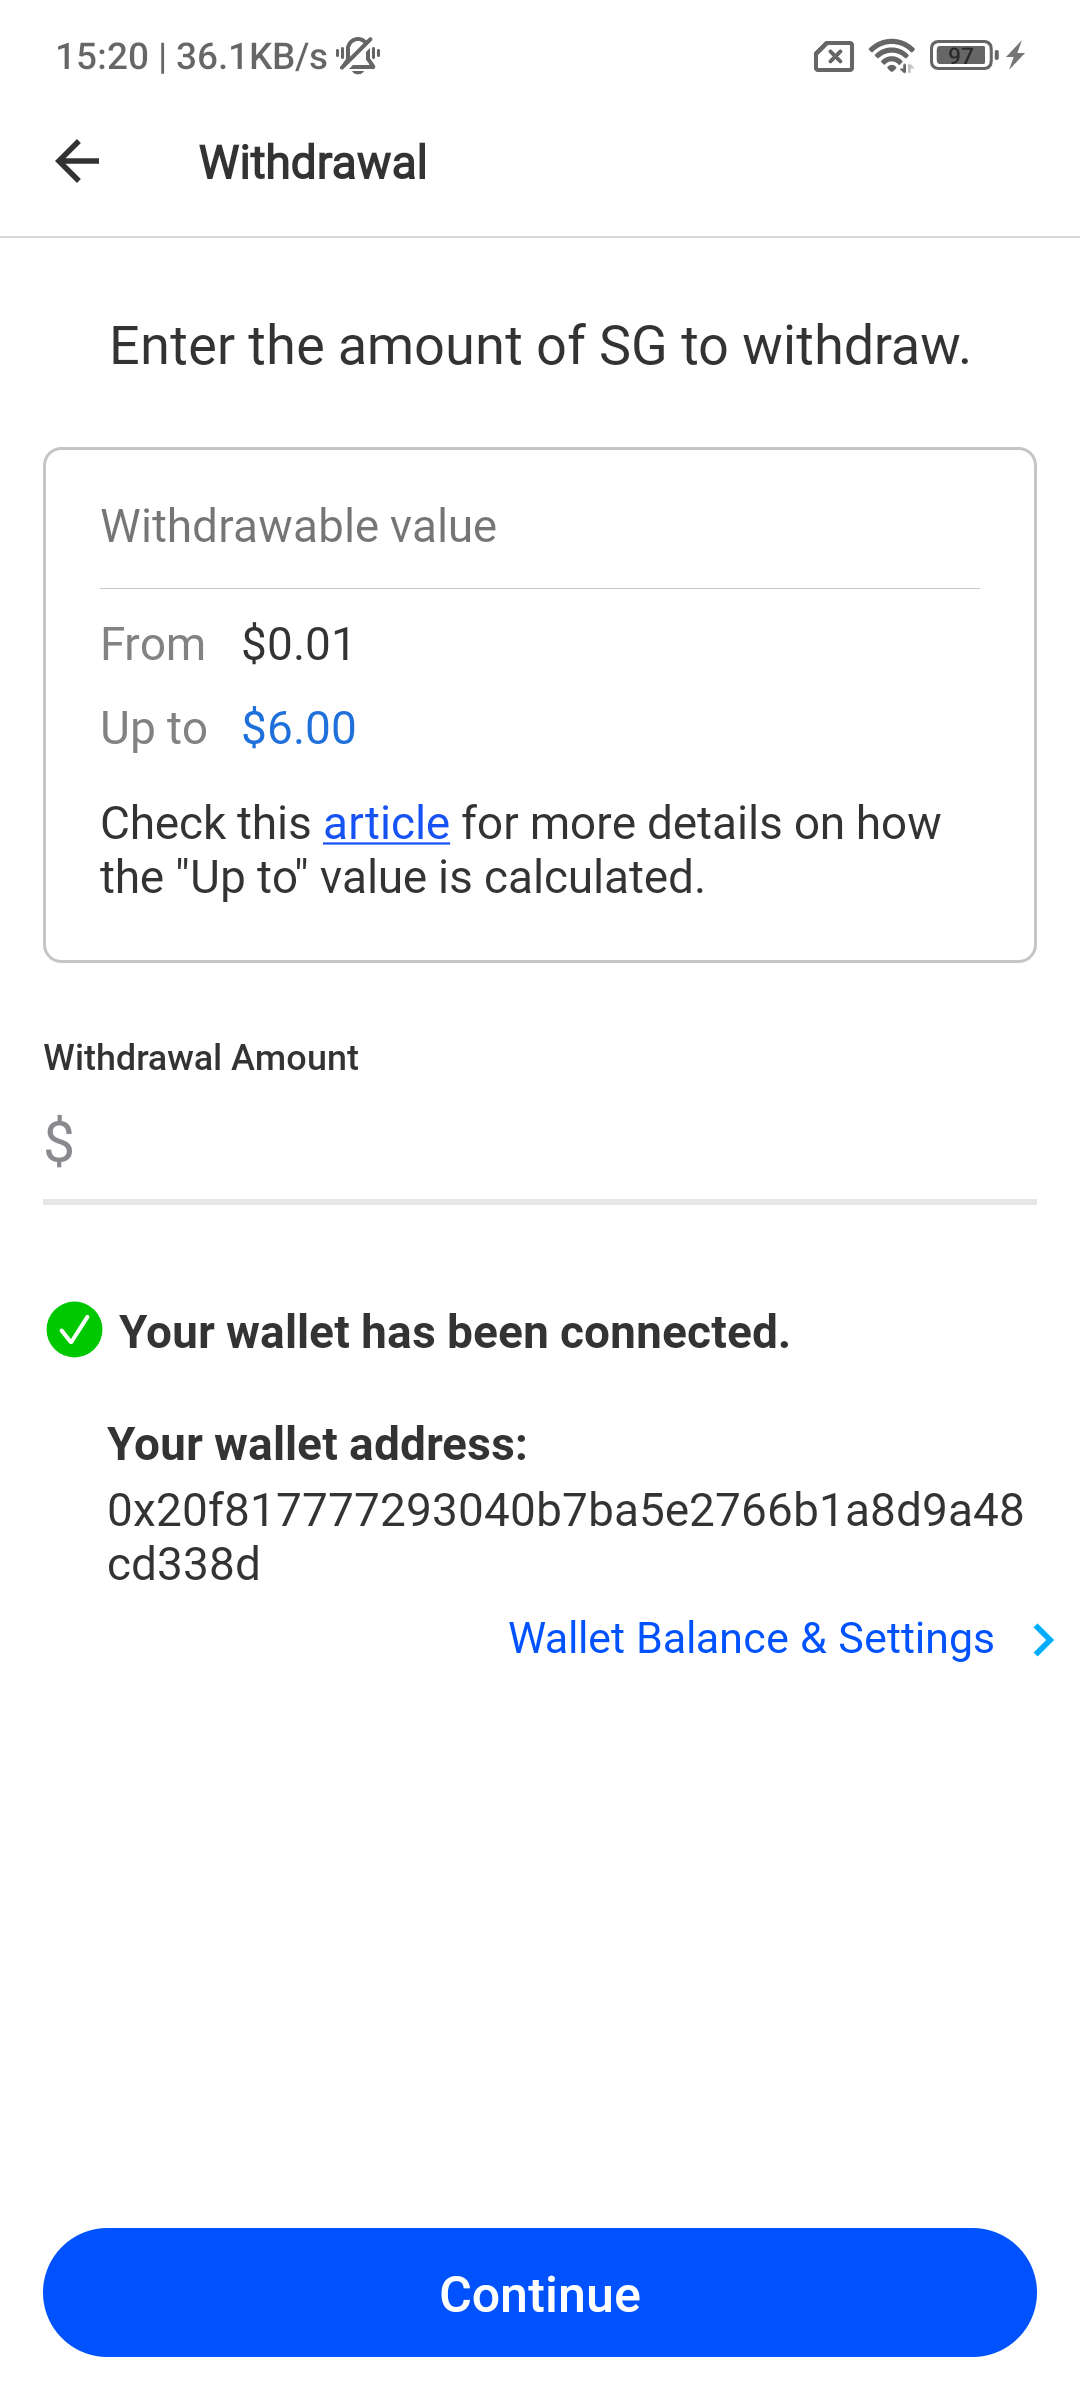 15:20 | 36.1KB/s
97
Withdrawal
Enter the amount of SG to withdraw.
Withdrawable value
From $0.01
Up to $6.00
Check this article for more details on how
the "Up to" value is calculated.
Withdrawal Amount
$
Your wallet has been connected.
Your wallet address:
0x20f817777293040b7ba5e2766b1a8d9a48
cd338d
Wallet Balance & Settings
Continue